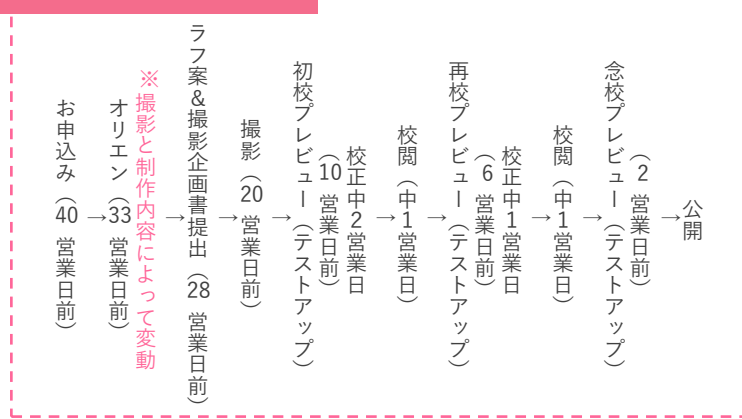 お申込み（40 営業日前）
→
オリエン（33 営業日前）
※撮影と制作内容によって変動
→
ラフ案＆撮影企画書提出（28 営業日前）
→
撮影（20 営業日前）
→
初校プレビュー（テストアップ）
（10 営業日前）
校正中2営業日
→
校閲（中1営業日）
→
再校プレビュー（テストアップ）
（6 営業日前）
校正中1営業日
→
校閲（中1営業日）
→
念校プレビュー（テストアップ）
（2 営業日前）
→
公開